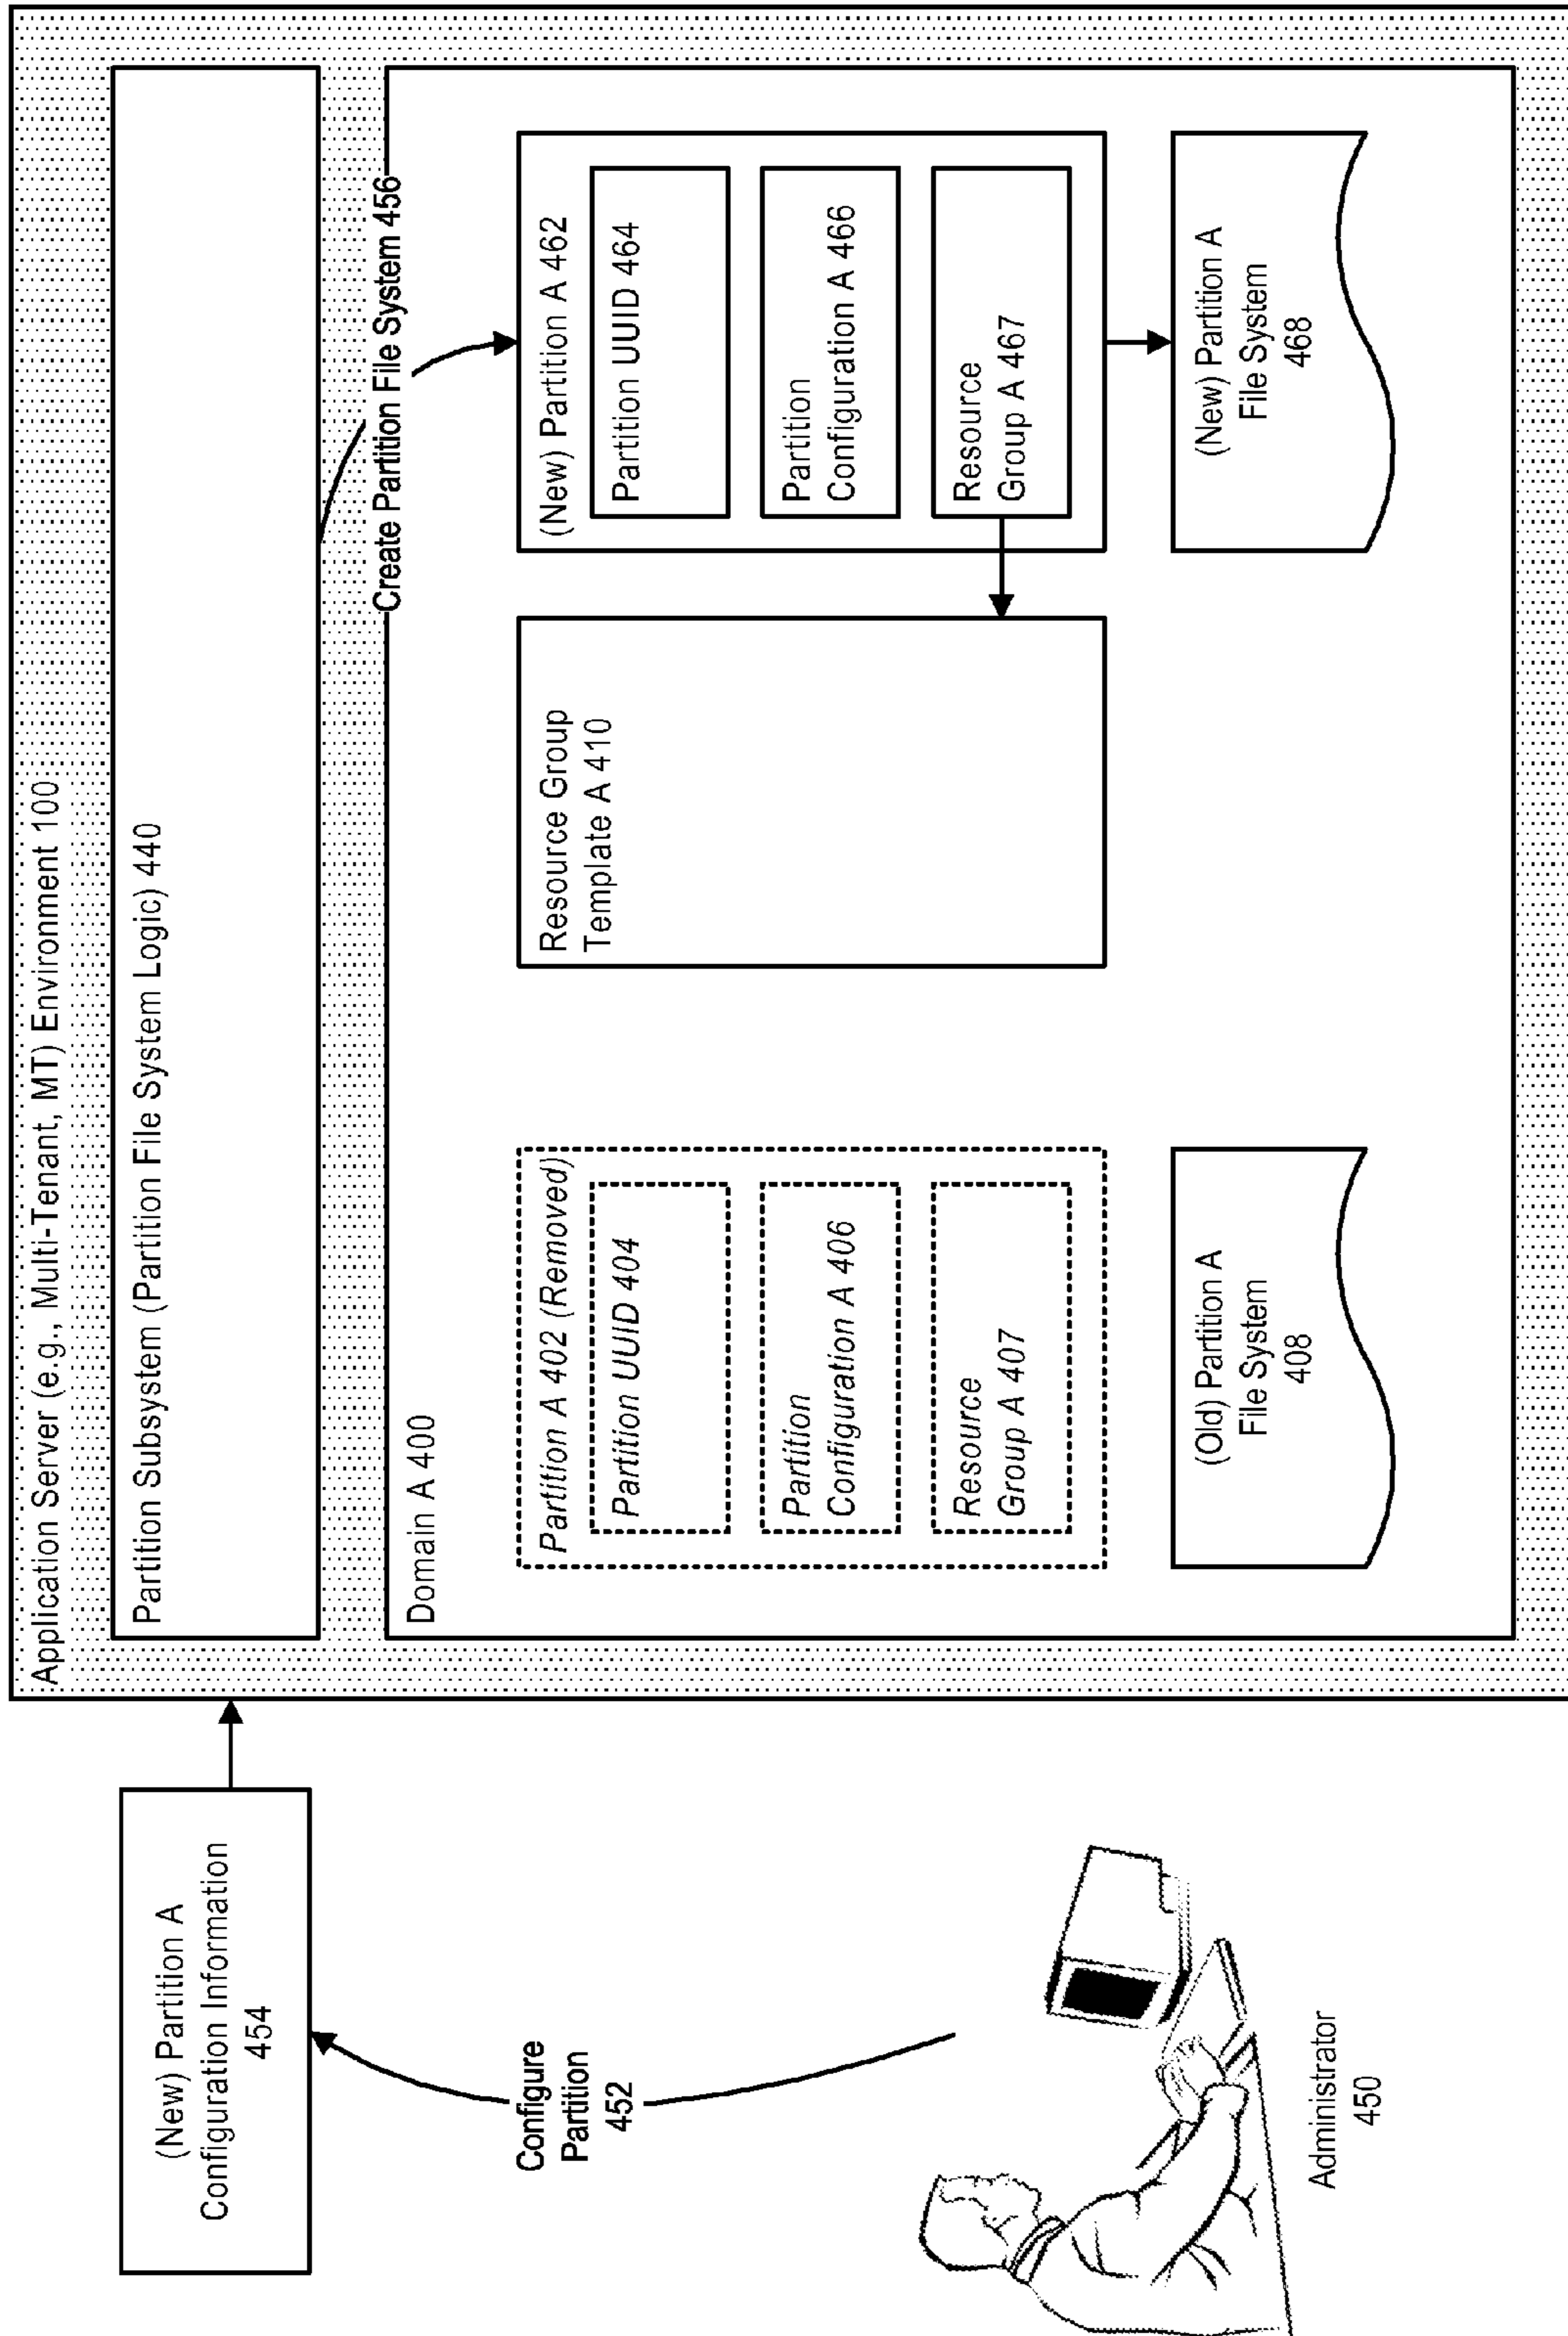 Application Server (e.g., Multi-Tenant, MT) Environment 100
(New) Partition A
Configuration Information
454
Partition Subsystem (Partition File System Logic) 440
Create Partition File System 456
Domain A 400
Configure
Partition
452
Partition A 402 (Removed)
Partition UUID 404
Partition
Configuration A 406
Resource
Group A 407
Resource Group
Template A 410
(New) Partition A 462
Partition UUID 464
Partition
Configuration A 466
Resource
Group A 467
(Old) Partition A
File System
408
(New) Partition A
File System
468
Administrator
450